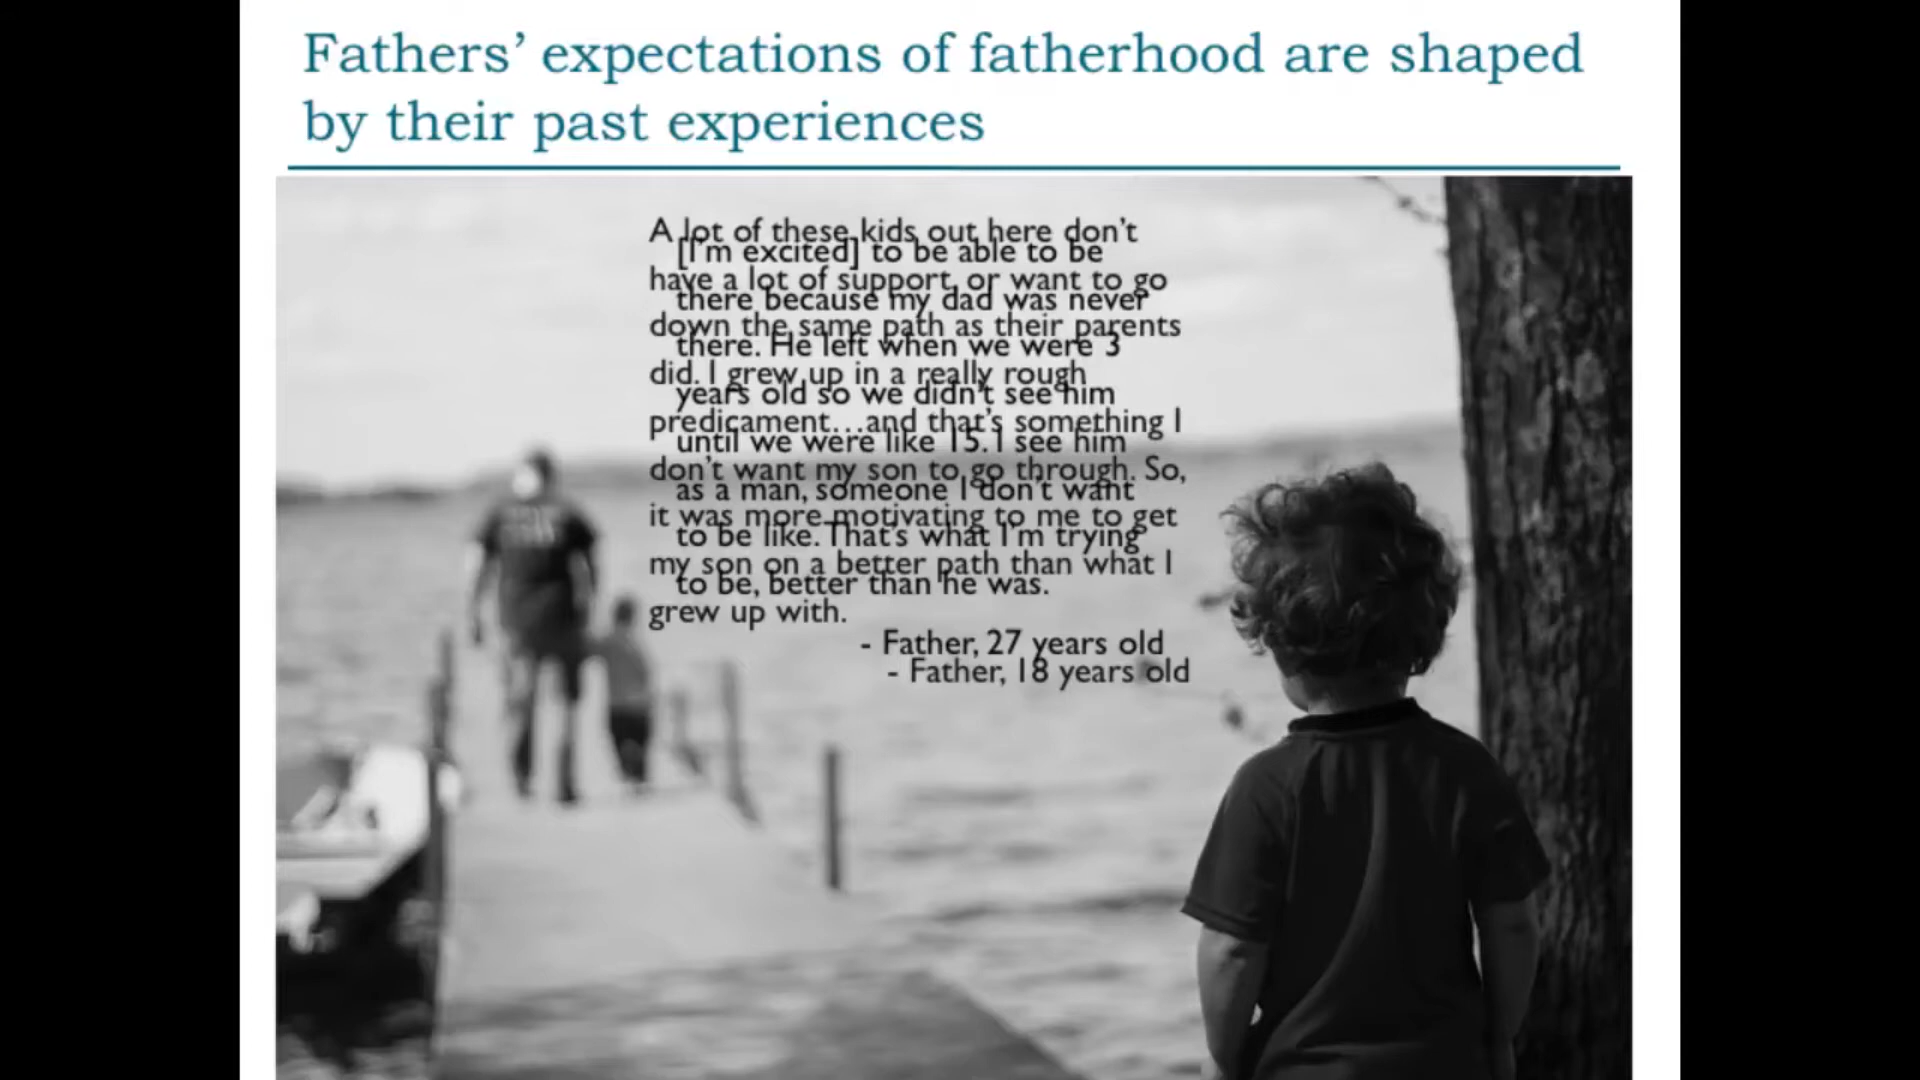 Fathers’ expectations of fatherhood are shaped
by their past experiences
A lot of these kids out here don’t
have a lot of support, or want to go
down the same path as their parents
did. I grew up in a really rough
predicament…and that’s something I
don’t want my son to go through. So,
it was more motivating to me to get
my son on a better path than what I
grew up with.
- Father, 27 years old
[I’m excited] to be able to be
there because my dad was never
there. He left when we were 3
years old so we didn’t see him
until we were like 15. I see him
as a man, someone I don’t want
to be like. That’s what I’m trying
to be, better than he was.
- Father, 18 years old